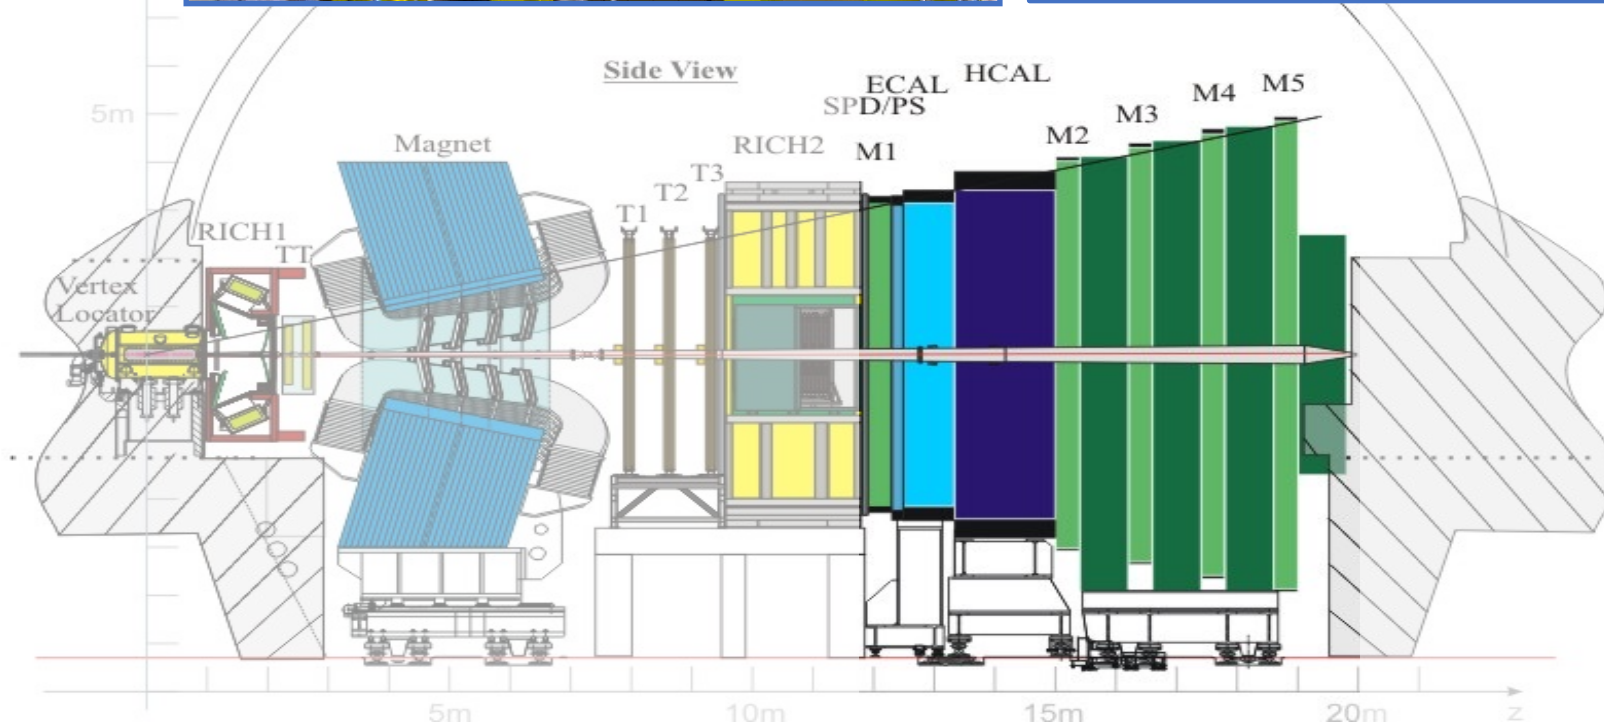 Side View
ECAL
HCAL
SPD/PS
M1
M2
M3
M4
M5
5m
Magnet
RICH2
T1
T2
T3
RICH1
TT
Vertex
Locator
5m
10m
15m
20m
z